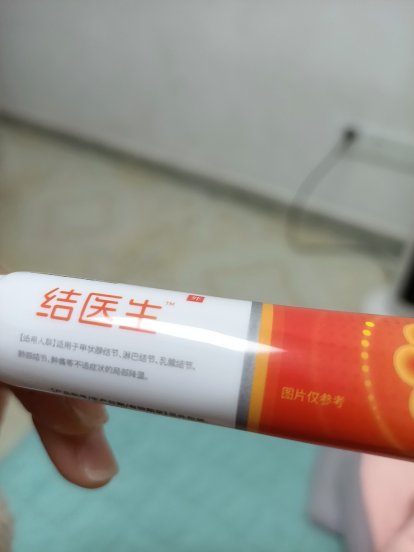 结医生™
【适用人群】适用于甲状腺结节、淋巴结节、乳腺结节、
肺部结节、肿痛等不适症状的局部降温。
图片仅参考